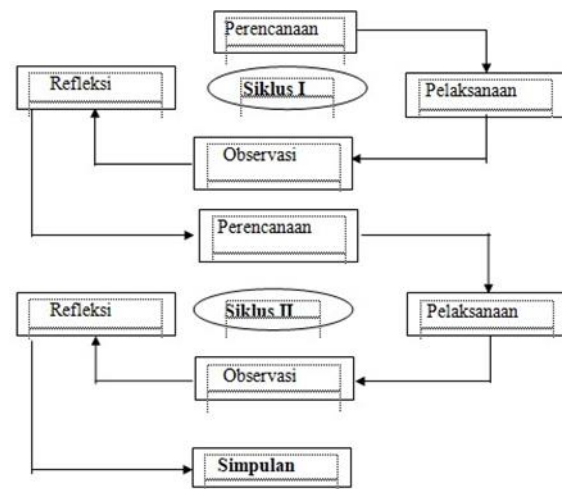 Perencanaan
Refleksi
Siklus I
Pelaksanaan
Observasi
Perencanaan
Refleksi
Siklus II
Pelaksanaan
Observasi
Simpulan